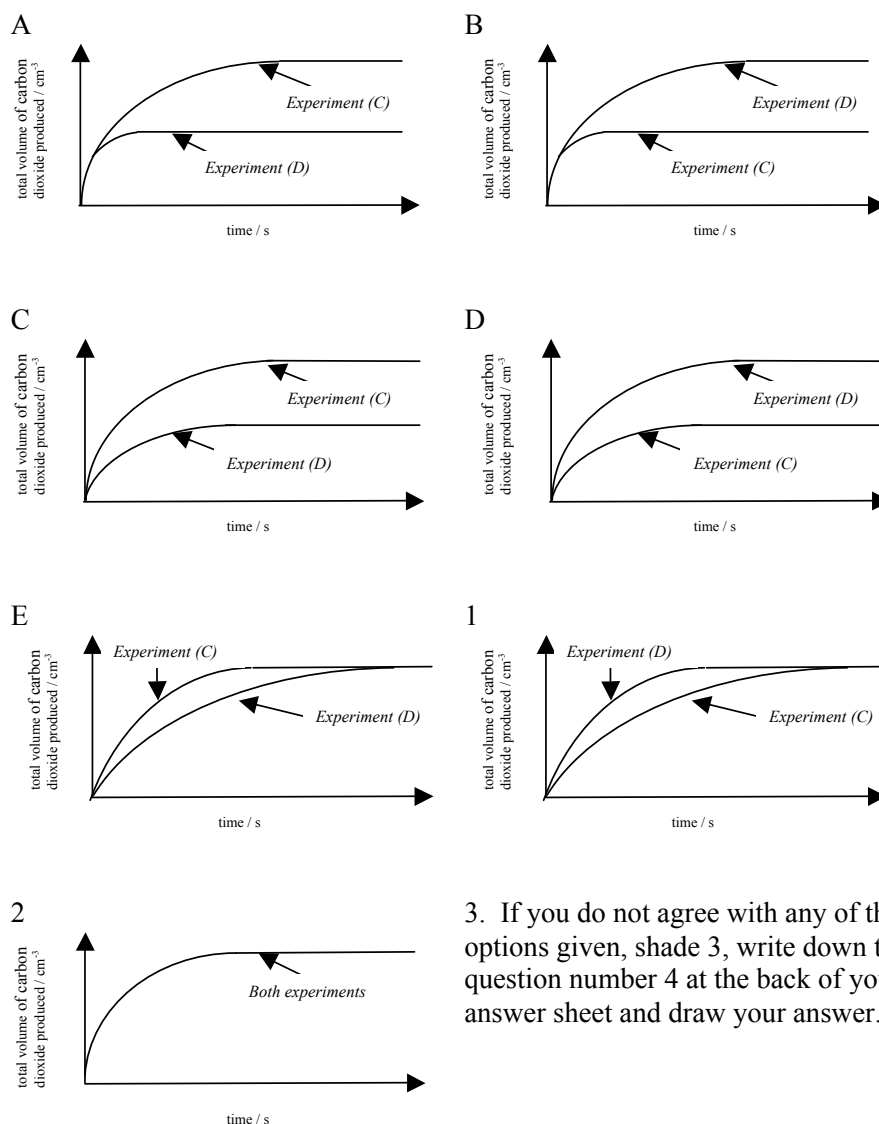 A
total volume of carbon
dioxide produced / cm⁻³
Experiment (C)
Experiment (D)
time / s
B
total volume of carbon
dioxide produced / cm⁻³
Experiment (D)
Experiment (C)
time / s
C
total volume of carbon
dioxide produced / cm⁻³
Experiment (C)
Experiment (D)
time / s
D
total volume of carbon
dioxide produced / cm⁻³
Experiment (D)
Experiment (C)
time / s
E
total volume of carbon
dioxide produced / cm⁻³
Experiment (C)
Experiment (D)
time / s
1
total volume of carbon
dioxide produced / cm⁻³
Experiment (D)
Experiment (C)
time / s
2
total volume of carbon
dioxide produced / cm⁻³
Both experiments
time / s
3. If you do not agree with any of
options given, shade 3, write down
question number 4 at the back of
answer sheet and draw your answer.